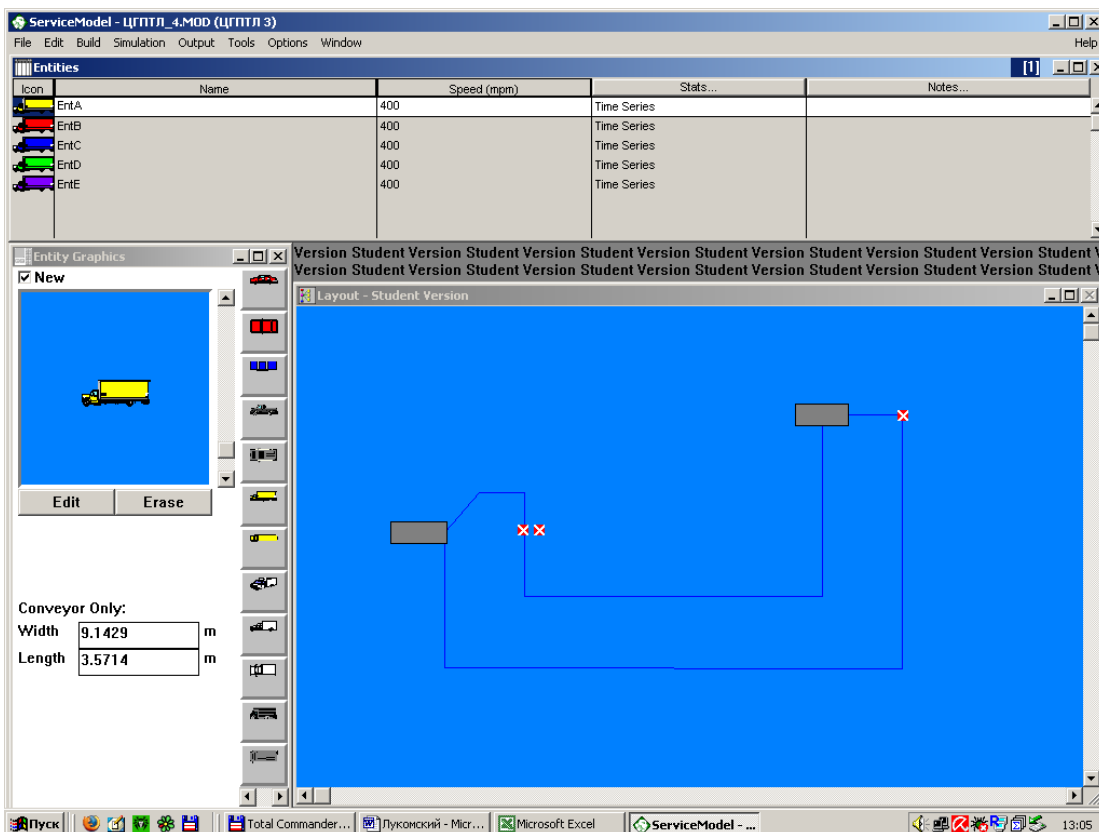 ServiceModel - ЦГПТЛ_4.MOD (ЦГПТЛ 3)
File Edit Build Simulation Output Tools Options Window Help
Entities [1]
Icon Name Speed (mpm) Stats... Notes...
EntA 400 Time Series
EntB 400 Time Series
EntC 400 Time Series
EntD 400 Time Series
EntE 400 Time Series
Entity Graphics
New
Version Student Version Student Version Student Version Student Version Student Version Student Version Student
Version Student Version Student Version Student Version Student Version Student Version Student Version Student
Layout - Student Version
Edit Erase
Conveyor Only:
Width 9.1429 m
Length 3.5714 m
Пуск Total Commander... Луконский - Micr... Microsoft Excel ServiceModel - ... 13:05